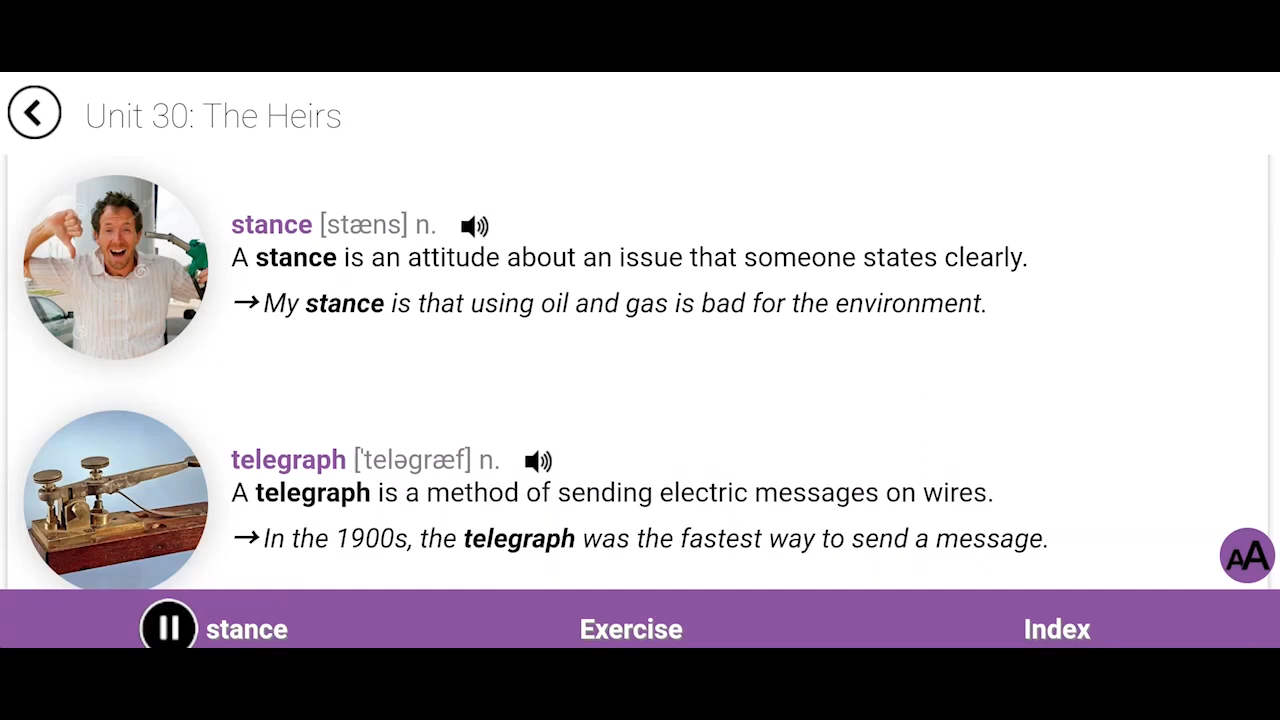 Unit 30: The Heirs
stance [stæns] n.
A stance is an attitude about an issue that someone states clearly.
→ My stance is that using oil and gas is bad for the environment.
telegraph ['teləgræf] n.
A telegraph is a method of sending electric messages on wires.
→ In the 1900s, the telegraph was the fastest way to send a message.
AA
stance Exercise Index